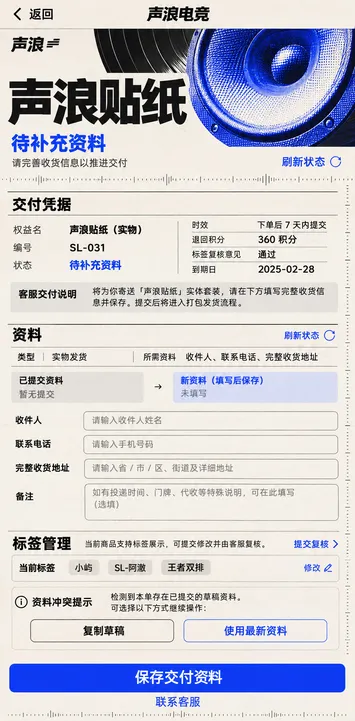 返回
声浪电竞
声浪
声浪贴纸
待补充资料
请完善收货信息以推进交付
刷新状态
交付凭据
权益名 声浪贴纸（实物）
编号 SL-031
状态 待补充资料
时效 下单后 7 天内提交
退回积分 360 积分
标签复核意见 通过
到期日 2025-02-28
客服交付说明
将为你寄送「声浪贴纸」实体套装，请在下方填写完整收货信
息并保存。提交后将进入打包发货流程。
资料
刷新状态
类型 实物发货 所需资料 收件人、联系电话、完整收货地址
已提交资料
暂无提交
→
新资料（填写后保存）
未填写
收件人 请输入收件人姓名
联系电话 请输入手机号码
完整收货地址 请输入省 / 市 / 区、街道及详细地址
备注 如有投递时间、门牌、代收等特殊说明，可在此填写
（选填）
标签管理 当前商品支持标签展示，可提交修改并由客服复核。 提交复核
当前标签 小屿 SL-阿澈 王者双排 修改
资料冲突提示
检测到本单存在已提交的草稿资料。
可选择以下方式继续操作：
复制草稿 使用最新资料
保存交付资料
联系客服